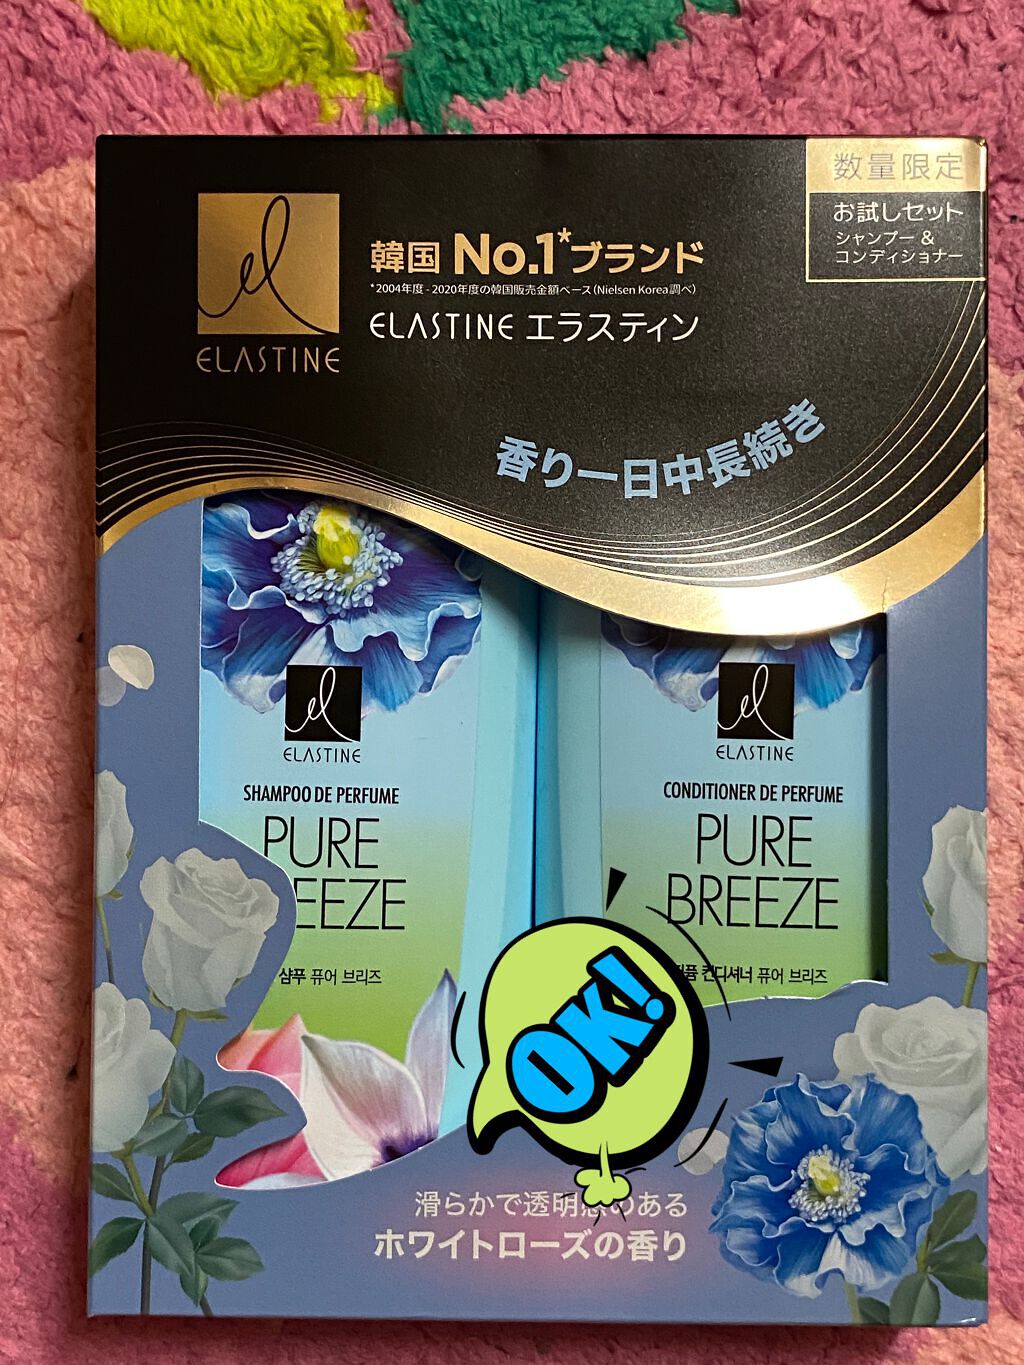 数量限定
お試しセット
シャンプー &
コンディショナー
ELASTINE
韓国 No.1*ブランド
*2004年度-2020年度の韓国販売金額ベース(Nielsen Korea調べ)
ELASTINE エラスティン
香り一日中長続き
ELASTINE
SHAMPOO DE PERFUME
PURE
EEZE
샴푸 퓨어 브리즈
ELASTINE
CONDITIONER DE PERFUME
PURE
BREEZE
컨디셔너 퓨어 브리즈
OK!
滑らかで透明感のある
ホワイトローズの香り